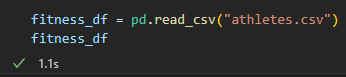 fitness_df = pd.read_csv("athletes.csv")
fitness_df
✓ 1.1s